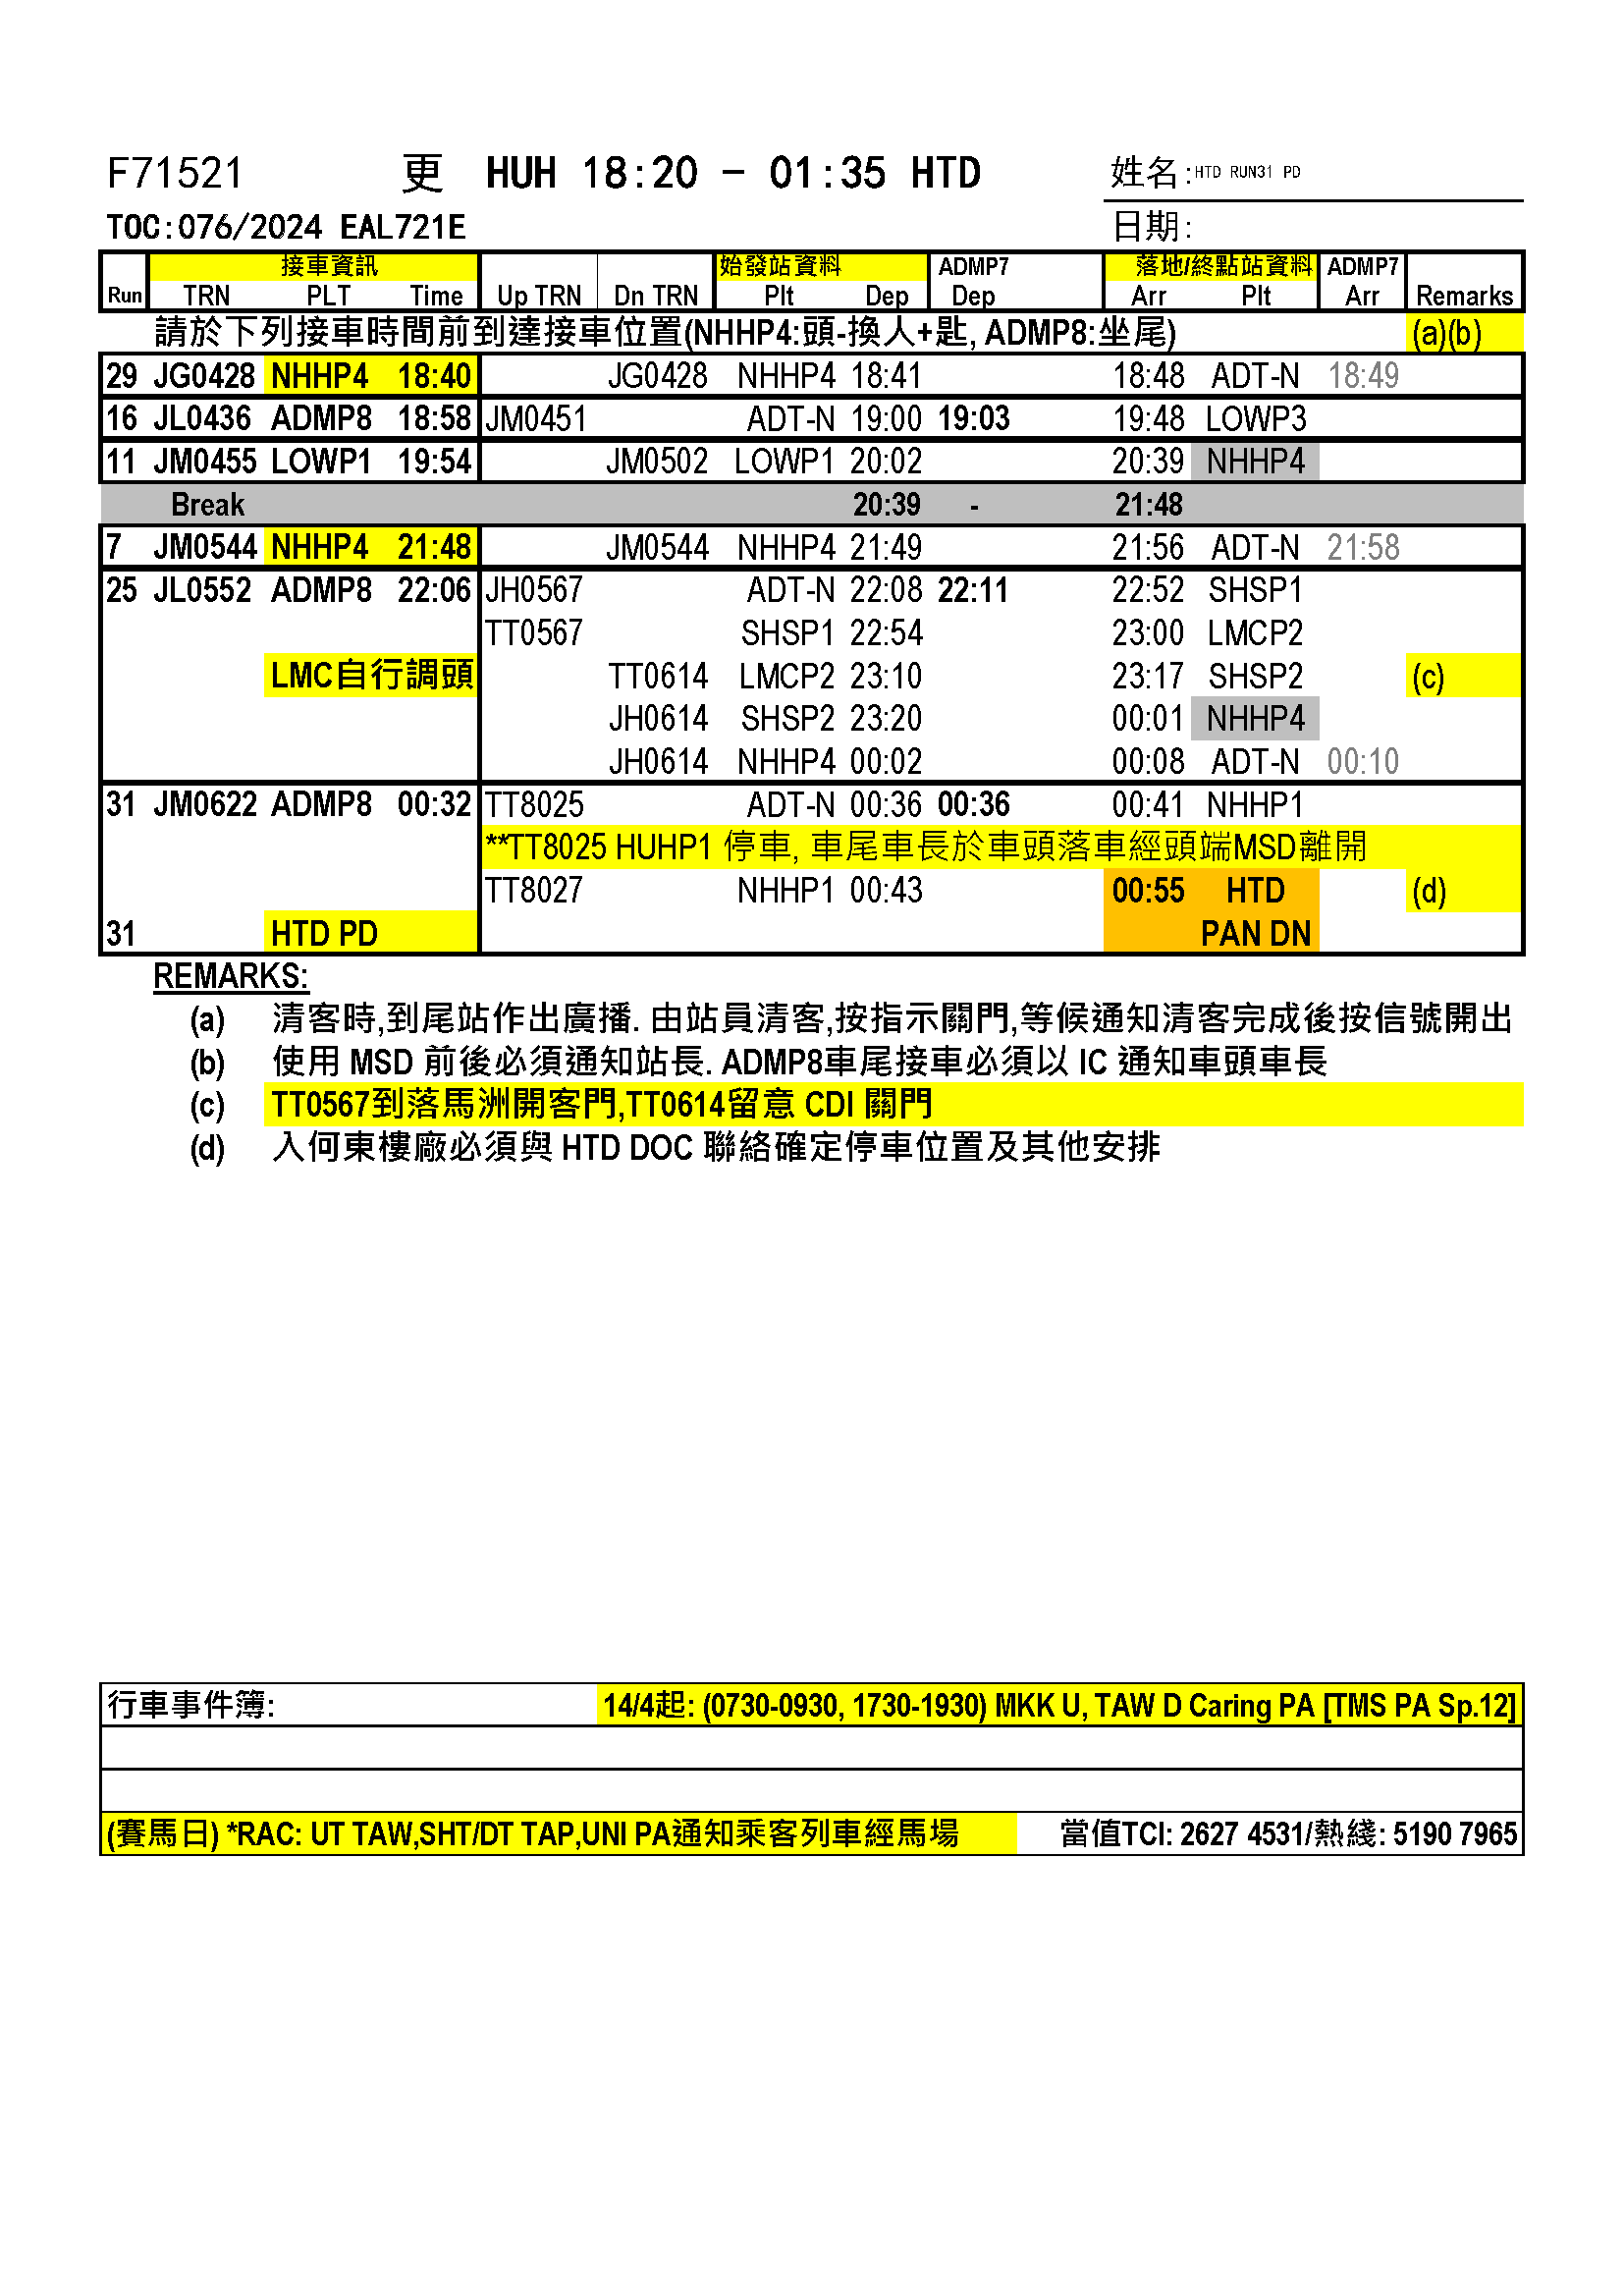 F71521 更 HUH 18:20 - 01:35 HTD 姓名:HTD RUN31 PD
TOC:076/2024 EAL721E 日期:
接車資訊 始發站資料 ADMP7 落地/終點站資料 ADMP7
Run TRN PLT Time Up TRN Dn TRN Plt Dep Dep Arr Plt Arr Remarks
請於下列接車時間前到達接車位置(NHHP4:頭-換人+匙, ADMP8:坐尾) (a)(b)
29 JG0428 NHHP4 18:40 JG0428 NHHP4 18:41 18:48 ADT-N 18:49
16 JL0436 ADMP8 18:58 JM0451 ADT-N 19:00 19:03 19:48 LOWP3
11 JM0455 LOWP1 19:54 JM0502 LOWP1 20:02 20:39 NHHP4
Break 20:39 - 21:48
7 JM0544 NHHP4 21:48 JM0544 NHHP4 21:49 21:56 ADT-N 21:58
25 JL0552 ADMP8 22:06 JH0567 ADT-N 22:08 22:11 22:52 SHSP1
TT0567 SHSP1 22:54 23:00 LMCP2
LMC自行調頭 TT0614 LMCP2 23:10 23:17 SHSP2 (c)
JH0614 SHSP2 23:20 00:01 NHHP4
JH0614 NHHP4 00:02 00:08 ADT-N 00:10
31 JM0622 ADMP8 00:32 TT8025 ADT-N 00:36 00:36 00:41 NHHP1
**TT8025 HUHP1 停車, 車尾車長於車頭落車經頭端MSD離開
TT8027 NHHP1 00:43 00:55 HTD (d)
31 HTD PD PAN DN
REMARKS:
(a) 清客時,到尾站作出廣播. 由站員清客,按指示關門,等候通知清客完成後按信號開出
(b) 使用 MSD 前後必須通知站長. ADMP8車尾接車必須以 IC 通知車頭車長
(c) TT0567到落馬洲開客門,TT0614留意 CDI 關門
(d) 入何東樓廠必須與 HTD DOC 聯絡確定停車位置及其他安排
行車事件簿: 14/4起: (0730-0930, 1730-1930) MKK U, TAW D Caring PA [TMS PA Sp.12]
(賽馬日) *RAC: UT TAW,SHT/DT TAP,UNI PA通知乘客列車經馬場 當值TCI: 2627 4531/熱綫: 5190 7965